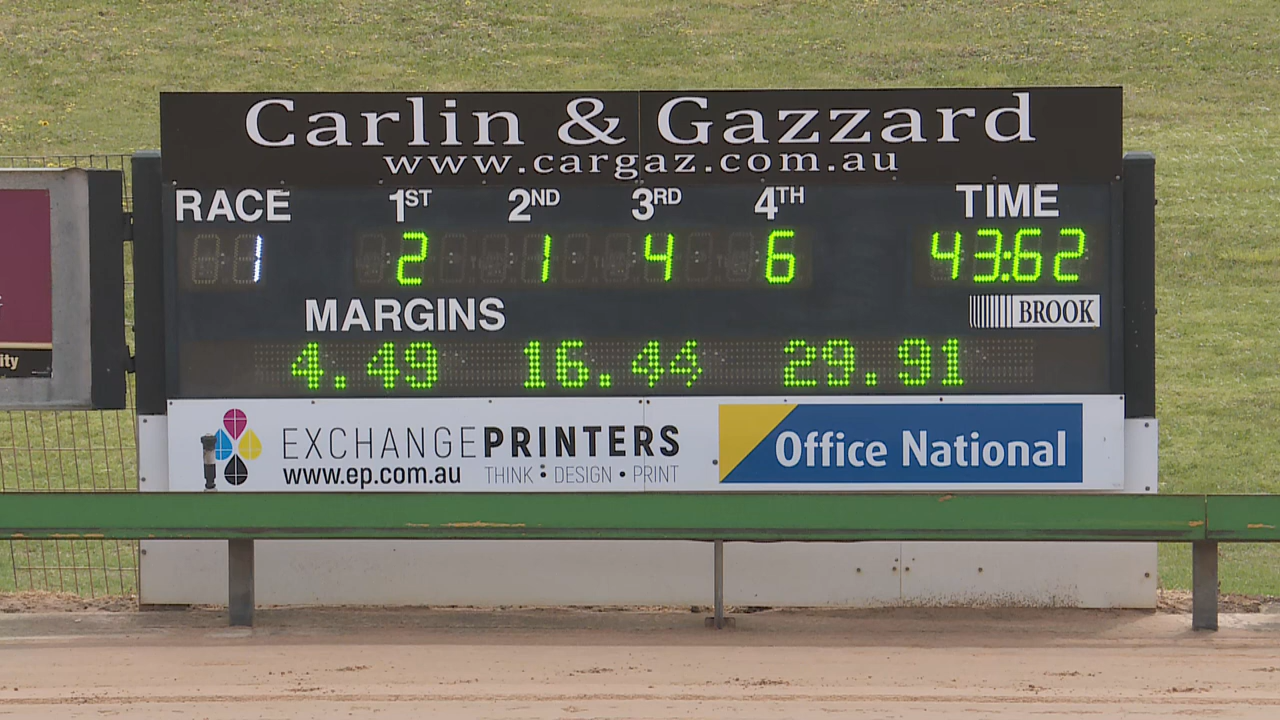 Carlin & Gazzard
www.cargaz.com.au
RACE 1ST 2ND 3RD 4TH TIME
1 2 1 4 6 43:62
MARGINS
BROOK
4.49 16.44 29.91
EXCHANGEPRINTERS
www.ep.com.au THINK • DESIGN • PRINT
Office National
ity